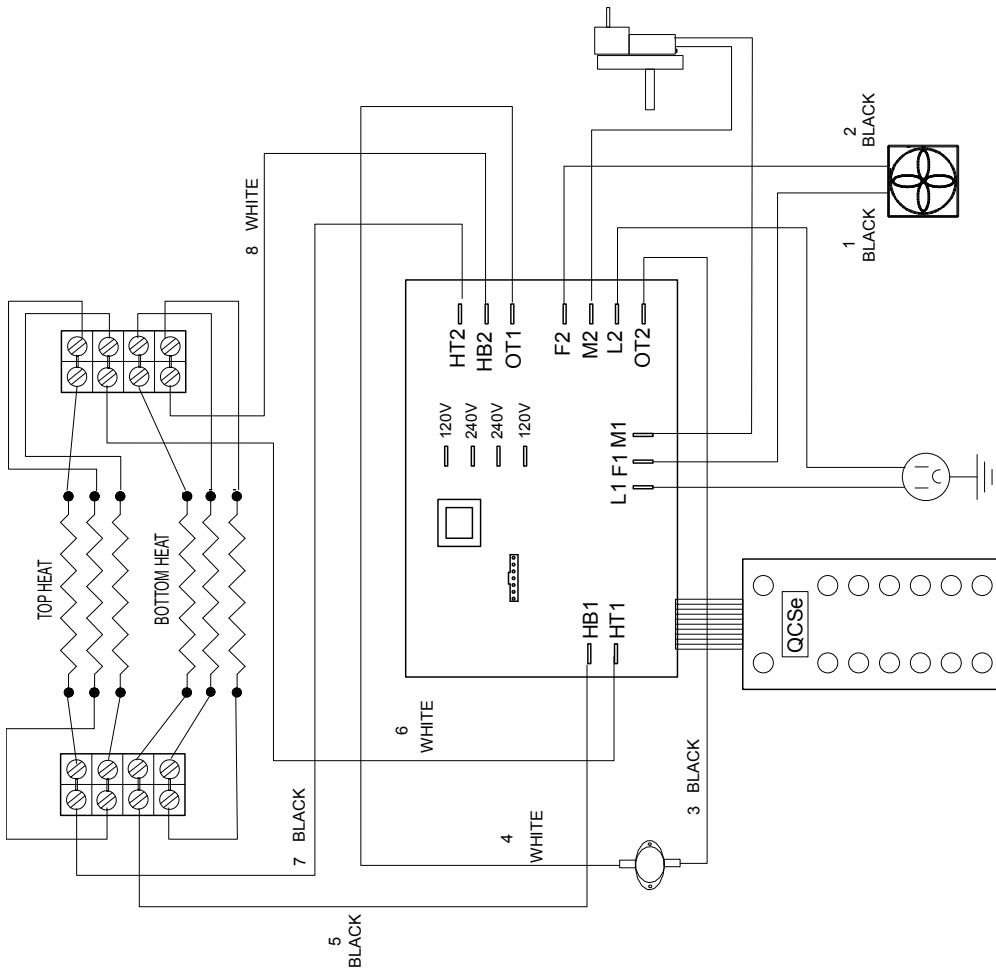 2
BLACK
1
BLACK
8 WHITE
HT2
HB2
OT1
F2
M2
L2
OT2
120V
240V
240V
120V
L1 F1 M1
TOP HEAT
BOTTOM HEAT
HB1
HT1
QCSe
6
WHITE
7 BLACK
4
WHITE
3 BLACK
5
BLACK